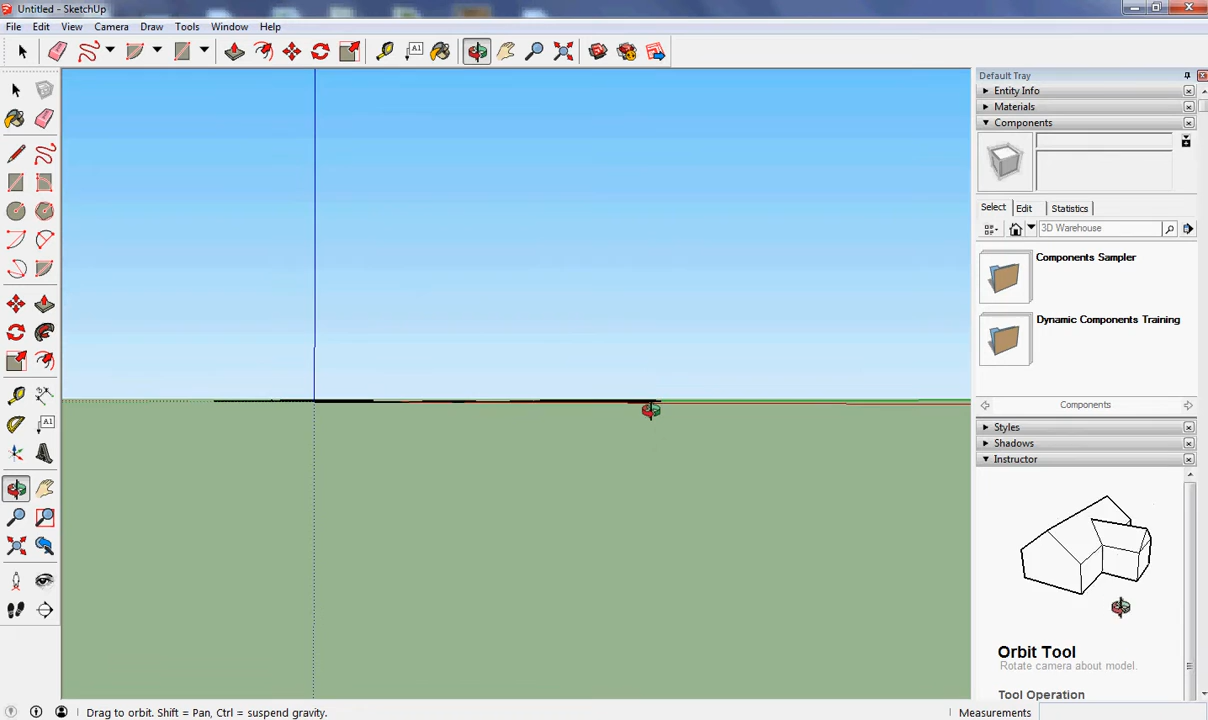 Untitled - SketchUp
File Edit View Camera Draw Tools Window Help
A1
Default Tray
Entity Info
Materials
Components
Select Edit Statistics
3D Warehouse
Components Sampler
Dynamic Components Training
Components
A1
Styles
Shadows
Instructor
Orbit Tool
Rotate camera about model.
Tool Operation
Drag to orbit. Shift = Pan, Ctrl = suspend gravity.
Measurements